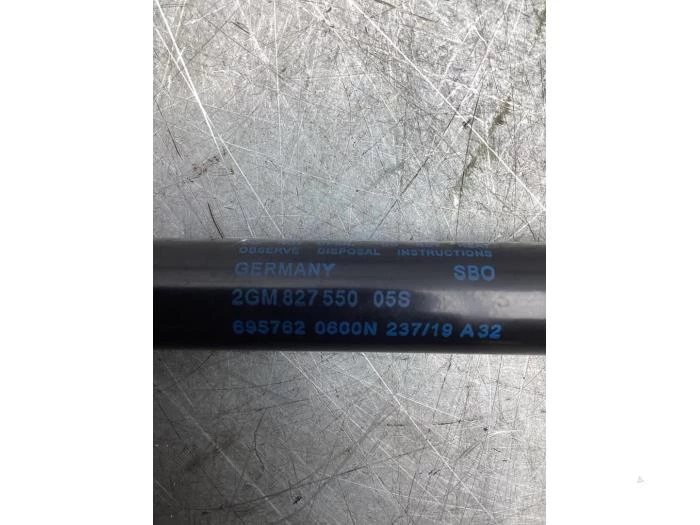 OBSERVE DISPOSAL INSTRUCTIONS
GERMANY SBO
2GM 827 550 05S
695762 0600N 237/19 A32